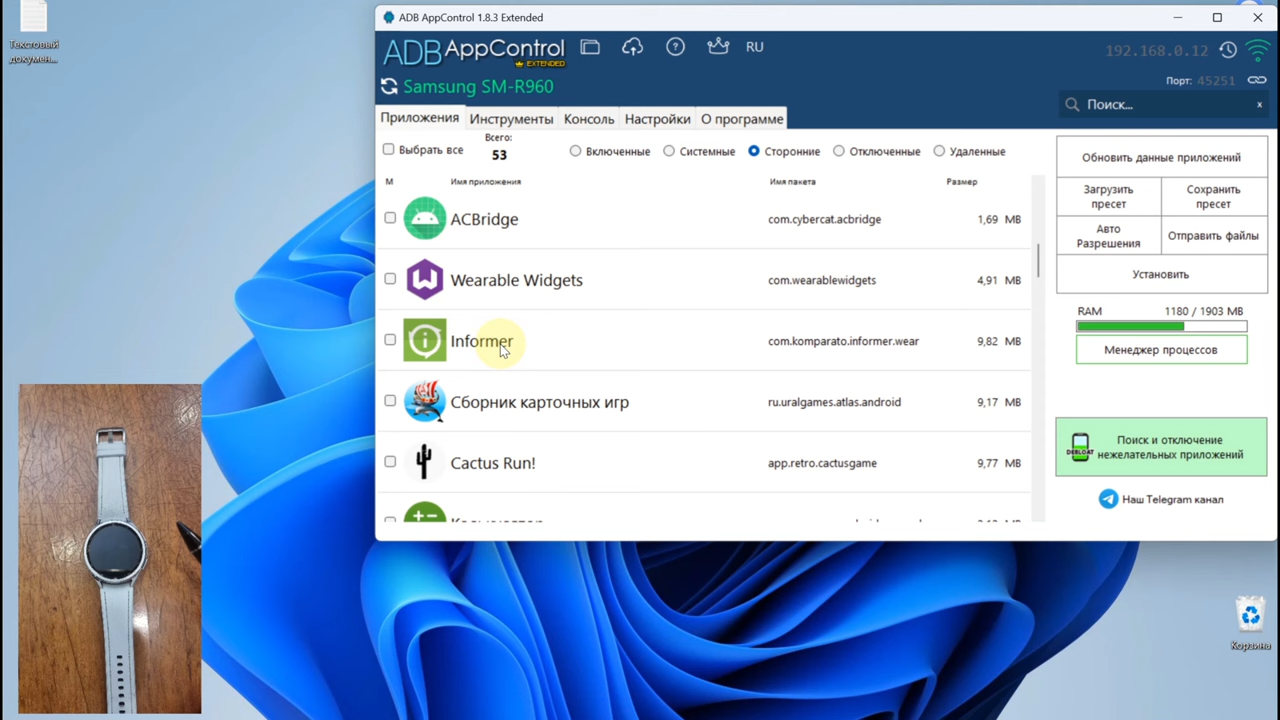 Текстовый
докумен...
ADB AppControl 1.8.3 Extended
ADB AppControl
EXTENDED
RU
192.168.0.12
Samsung SM-R960
Порт: 45251
Поиск...
x
Приложения
Инструменты
Консоль
Настройки
О программе
Выбрать все
Всего:
53
Включенные
Системные
Сторонние
Отключенные
Удаленные
M
Имя приложения
Имя пакета
Размер
ACBridge
com.cybercat.acbridge
1,69 MB
Wearable Widgets
com.wearablewidgets
4,91 MB
Informer
com.komparato.informer.wear
9,82 MB
Сборник карточных игр
ru.uralgames.atlas.android
9,17 MB
Cactus Run!
app.retro.cactusgame
9,77 MB
Обновить данные приложений
Загрузить
пресет
Сохранить
пресет
Авто
Разрешения
Отправить файлы
Установить
RAM
1180 / 1903 MB
Менеджер процессов
DEBLOAT
Поиск и отключение
нежелательных приложений
Наш Telegram канал
Корзина